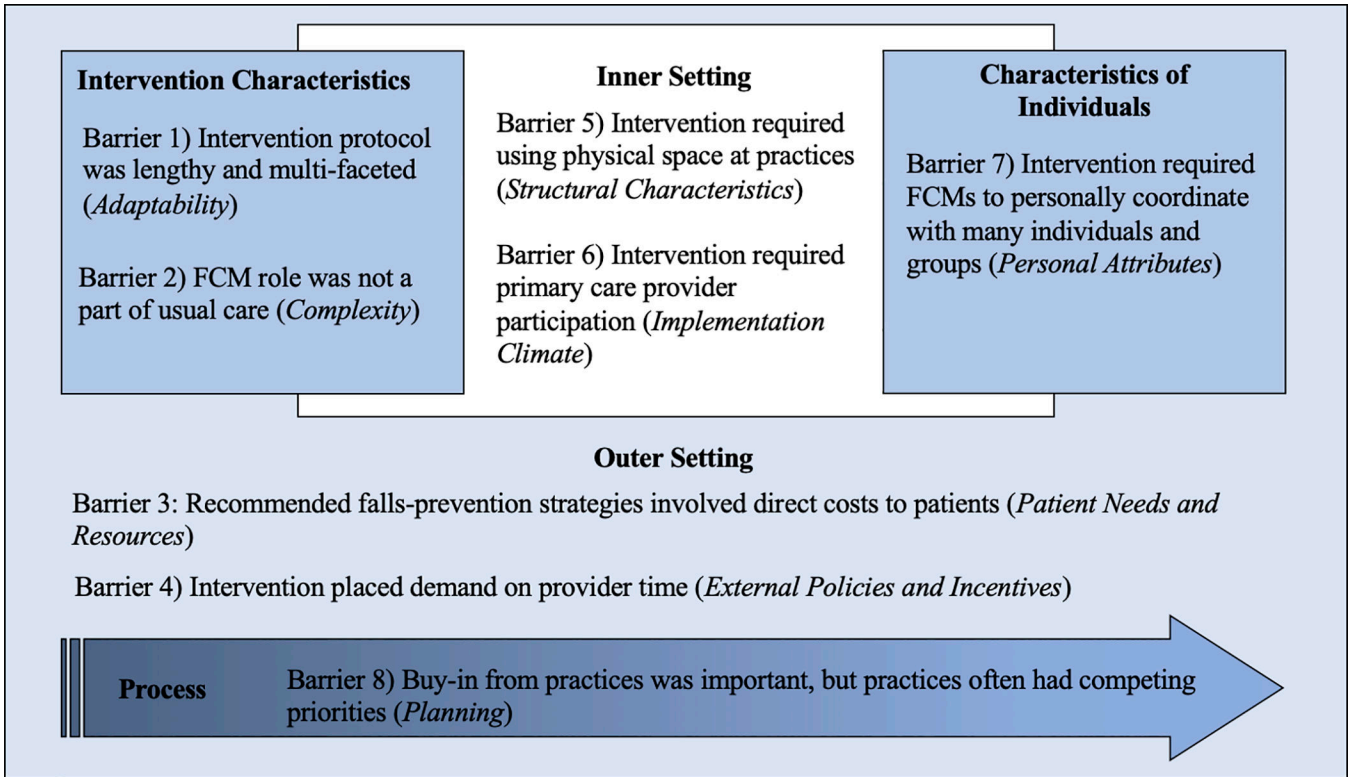 Intervention Characteristics
Barrier 1) Intervention protocol
was lengthy and multi-faceted
(Adaptability)
Barrier 2) FCM role was not a
part of usual care (Complexity)
Inner Setting
Barrier 5) Intervention required
using physical space at practices
(Structural Characteristics)
Barrier 6) Intervention required
primary care provider
participation (Implementation
Climate)
Characteristics of
Individuals
Barrier 7) Intervention required
FCMs to personally coordinate
with many individuals and
groups (Personal Attributes)
Outer Setting
Barrier 3: Recommended falls-prevention strategies involved direct costs to patients (Patient Needs and
Resources)
Barrier 4) Intervention placed demand on provider time (External Policies and Incentives)
Process
Barrier 8) Buy-in from practices was important, but practices often had competing
priorities (Planning)